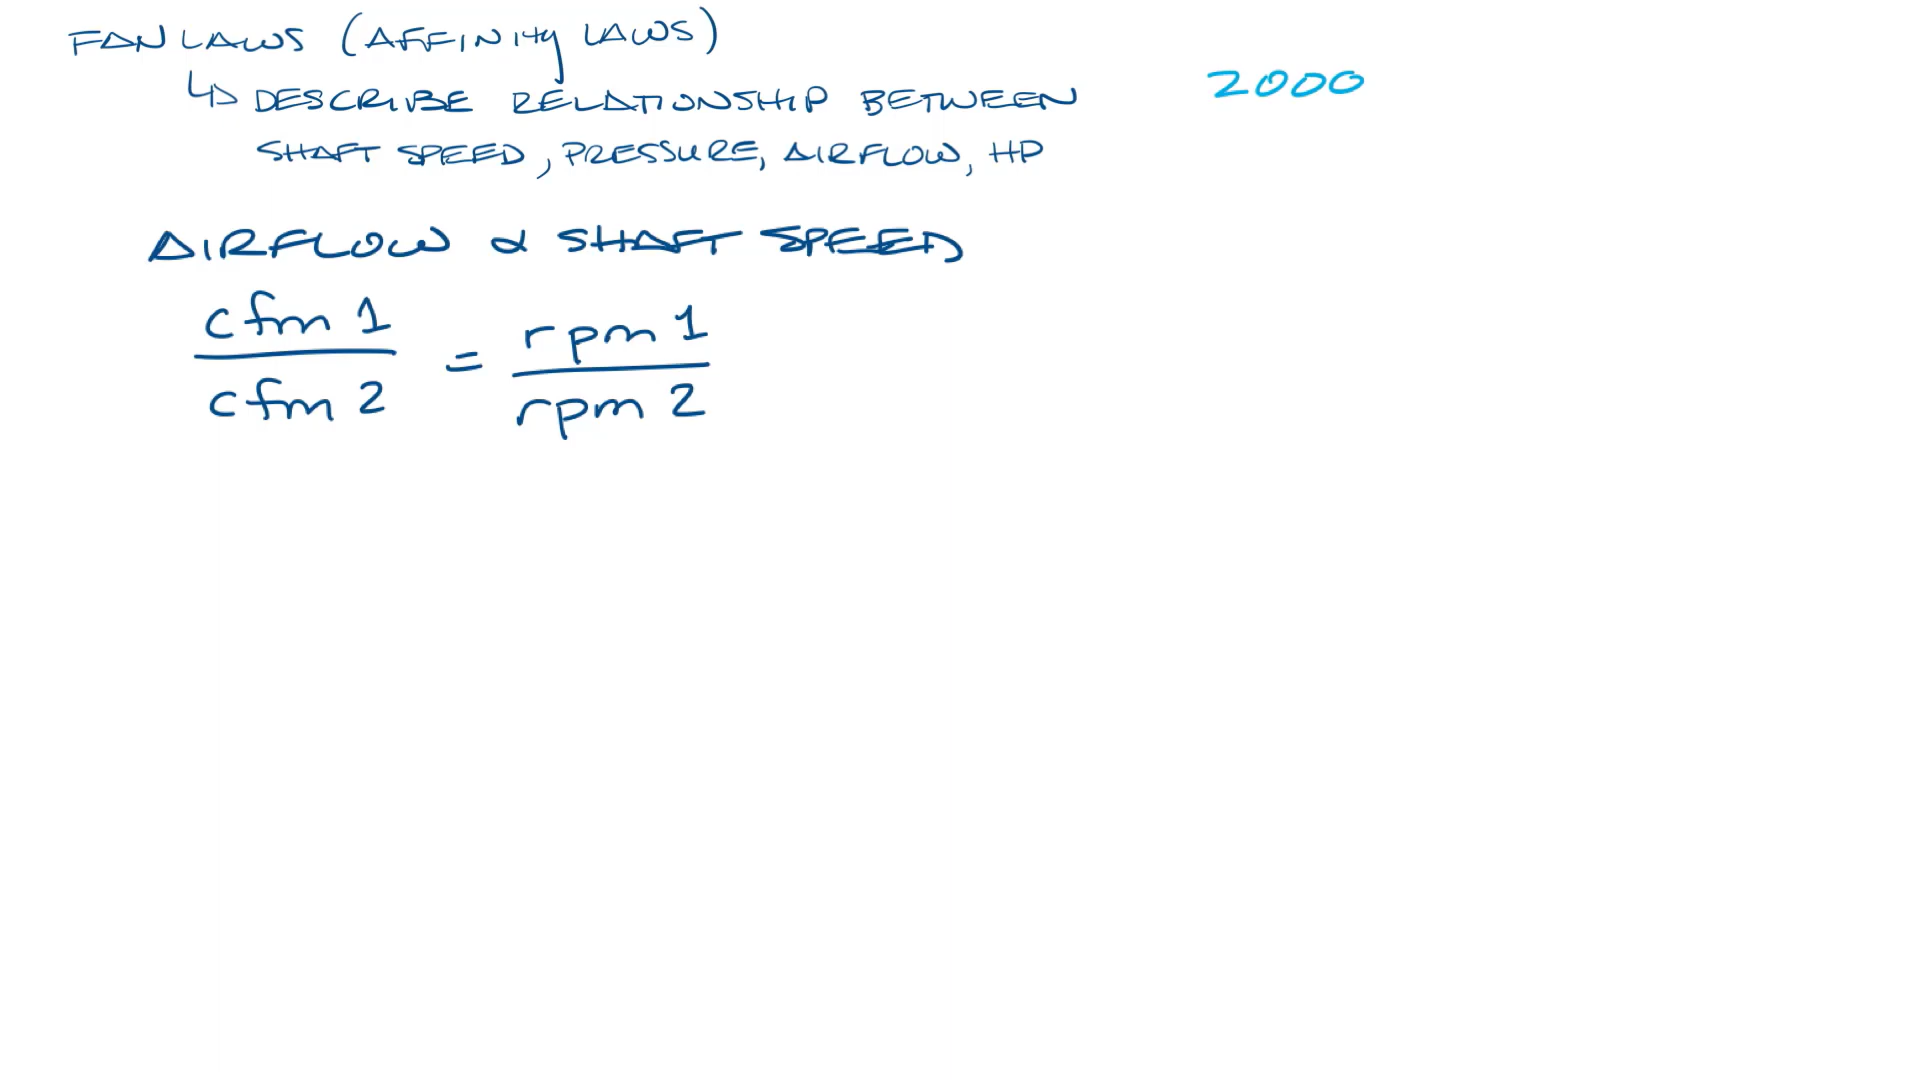 FAN LAWS (AFFINITY LAWS)
↳ DESCRIBE RELATIONSHIP BETWEEN
SHAFT SPEED, PRESSURE, AIRFLOW, HP
2000
AIRFLOW α SHAFT SPEED
cfm 1 / cfm 2 = rpm 1 / rpm 2